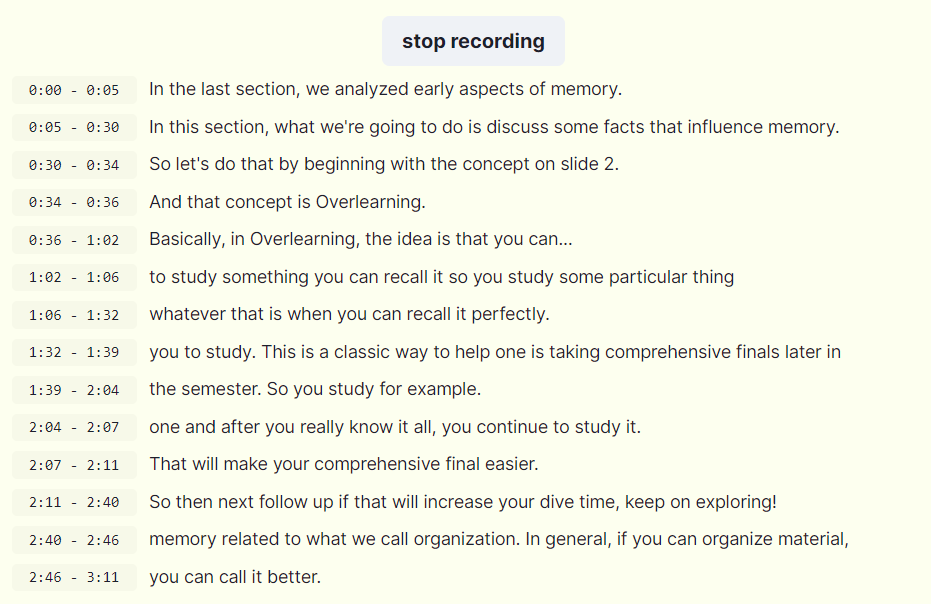 stop recording
0:00 - 0:05 In the last section, we analyzed early aspects of memory.
0:05 - 0:30 In this section, what we're going to do is discuss some facts that influence memory.
0:30 - 0:34 So let's do that by beginning with the concept on slide 2.
0:34 - 0:36 And that concept is Overlearning.
0:36 - 1:02 Basically, in Overlearning, the idea is that you can...
1:02 - 1:06 to study something you can recall it so you study some particular thing
1:06 - 1:32 whatever that is when you can recall it perfectly.
1:32 - 1:39 you to study. This is a classic way to help one is taking comprehensive finals later in
1:39 - 2:04 the semester. So you study for example.
2:04 - 2:07 one and after you really know it all, you continue to study it.
2:07 - 2:11 That will make your comprehensive final easier.
2:11 - 2:40 So then next follow up if that will increase your dive time, keep on exploring!
2:40 - 2:46 memory related to what we call organization. In general, if you can organize material,
2:46 - 3:11 you can call it better.